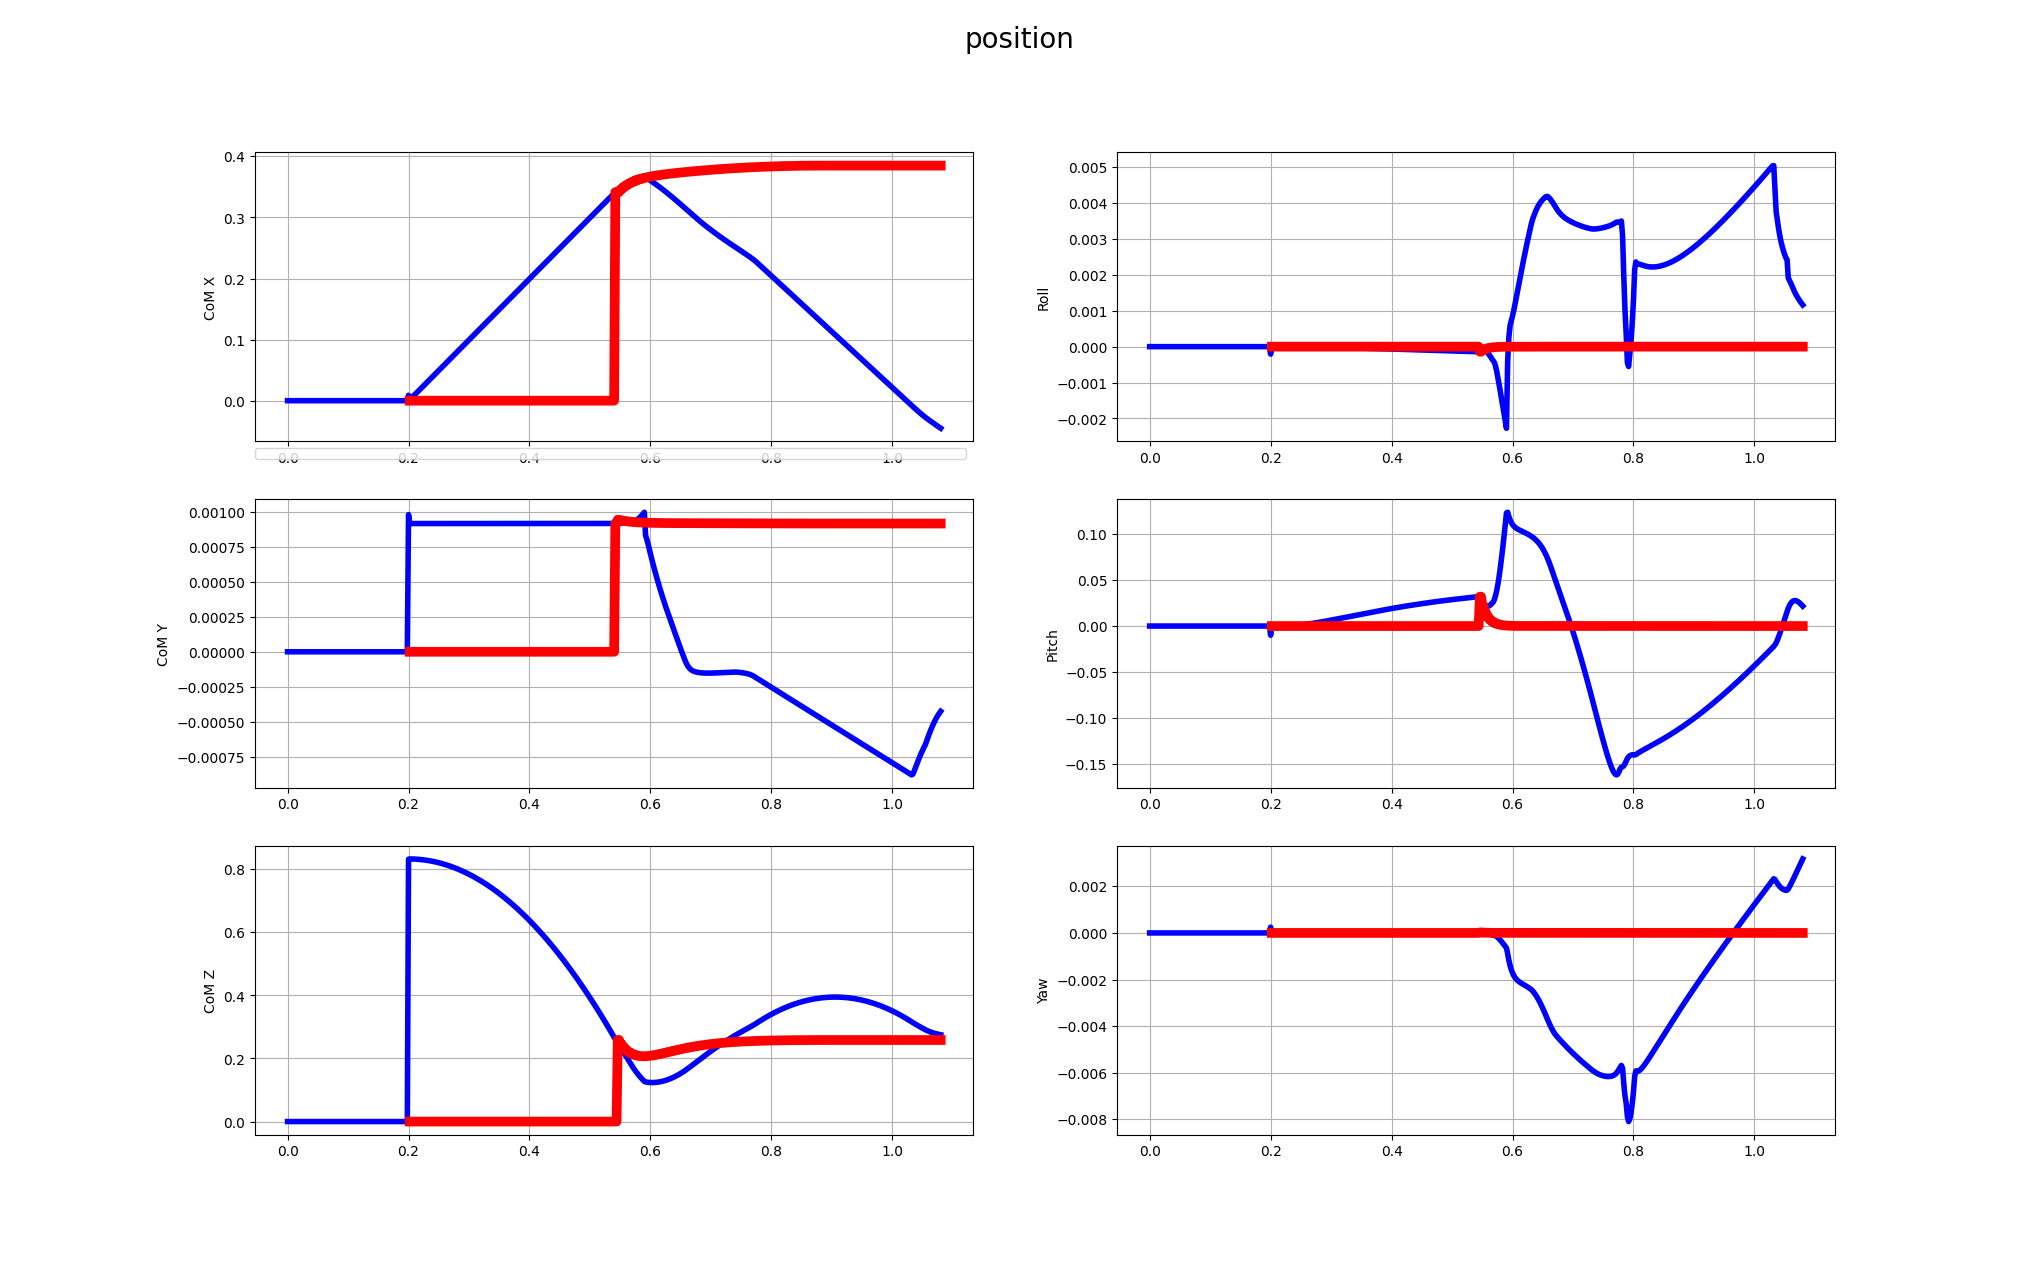 position
0.4
0.3
0.2
0.1
0.0
CoM X
0.0 0.2 0.4 0.6 0.8 1.0
0.005
0.004
0.003
0.002
0.001
0.000
−0.001
−0.002
Roll
0.0 0.2 0.4 0.6 0.8 1.0
0.00100
0.00075
0.00050
0.00025
0.00000
−0.00025
−0.00050
−0.00075
CoM Y
0.0 0.2 0.4 0.6 0.8 1.0
0.10
0.05
0.00
−0.05
−0.10
−0.15
Pitch
0.0 0.2 0.4 0.6 0.8 1.0
0.8
0.6
0.4
0.2
0.0
CoM Z
0.0 0.2 0.4 0.6 0.8 1.0
0.002
0.000
−0.002
−0.004
−0.006
−0.008
Yaw
0.0 0.2 0.4 0.6 0.8 1.0